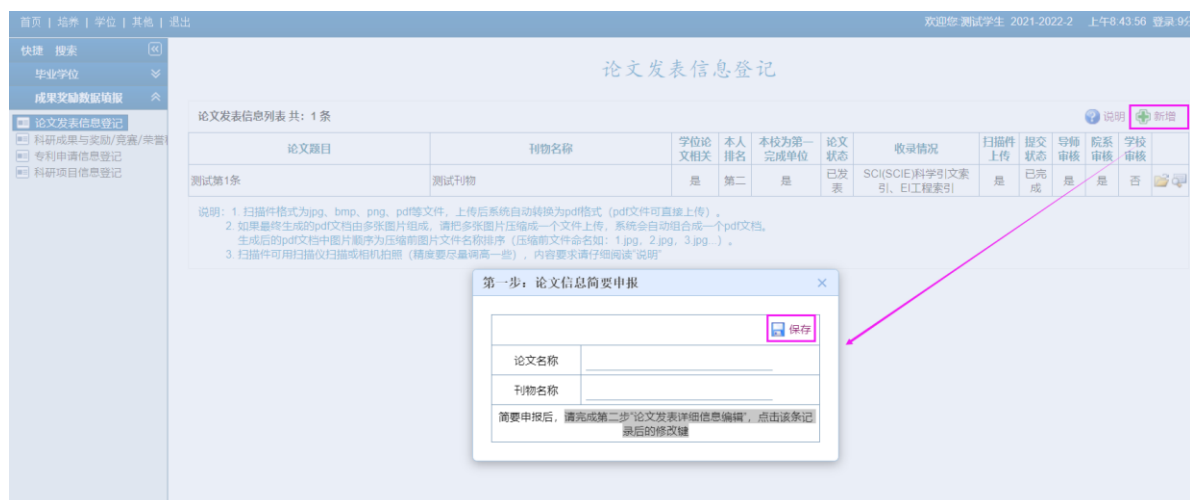 首页 | 培养 | 学位 | 其他 | 退出
欢迎您 测试学生 2021-2022-2 上午8:43:56 登录:9分
快捷 搜索
毕业学位
成果奖励数据填报
论文发表信息登记
科研成果与奖励/竞赛/荣誉
专利申请信息登记
科研项目信息登记
论文发表信息登记
论文发表信息列表 共：1 条
说明 新增
论文题目 刊物名称 学位论文相关 本人排名 本校为第一完成单位 论文状态 收录情况 扫描件上传 提交状态 导师审核 院系审核 学校审核
测试第1条 测试刊物 是 第二 是 已发表 SCI(SCIE)科学引文索引、EI工程索引 是 已完成 是 是 否
说明：1. 扫描件格式为jpg、bmp、png、pdf等文件，上传后系统自动转换为pdf格式（pdf文件可直接上传）。
2. 如果最终生成的pdf文档由多张图片组成，请把多张图片压缩成一个文件上传，系统会自动组合成一个pdf文档。
生成后的pdf文档中图片顺序为压缩前图片文件名称排序（压缩前文件命名如：1.jpg，2.jpg，3.jpg...）。
3. 扫描件可用扫描仪扫描或相机拍照（精度要尽量调高一些），内容要求请仔细阅读“说明”
第一步：论文信息简要申报
保存
论文名称
刊物名称
简要申报后，请完成第二步“论文发表详细信息编辑”，点击该条记
录后的修改键